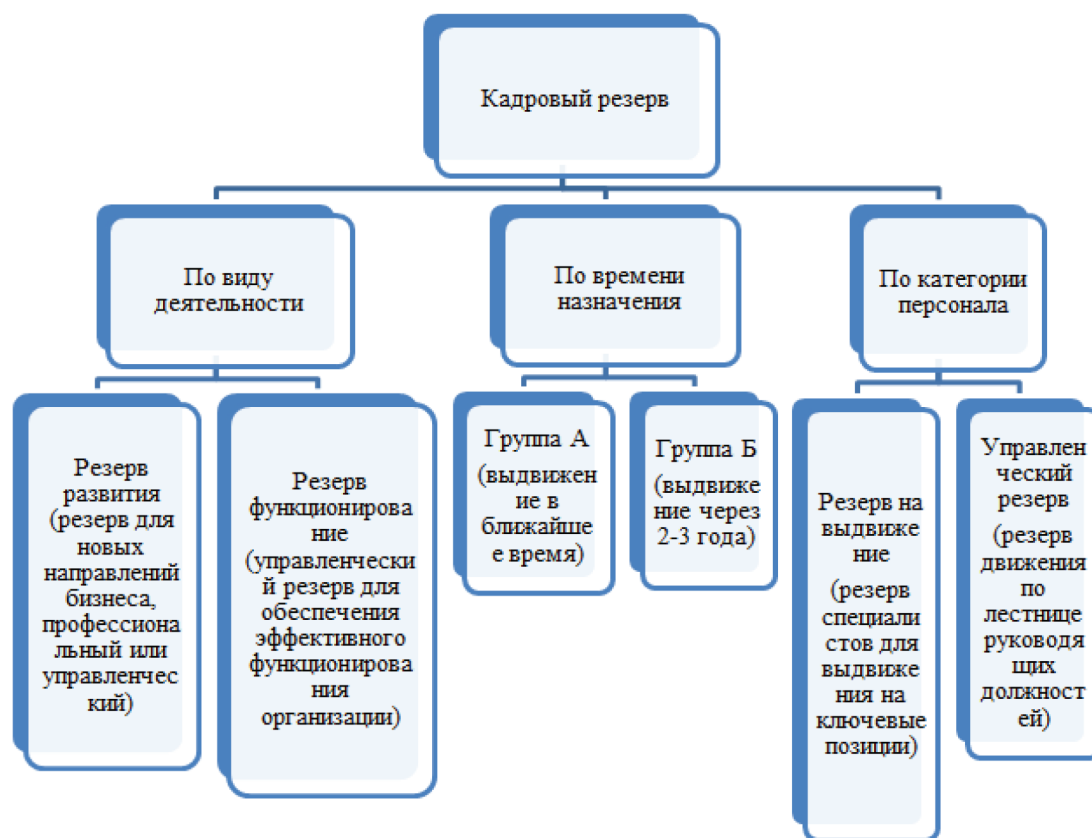 Кадровый резерв
По виду
деятельности
По времени
назначения
По категории
персонала
Резерв
развития
(резерв для
новых
направлений
бизнеса,
профессиона
льный или
управленчес
кий)
Резерв
функционирова
ние
(управленчески
й резерв для
обеспечения
эффективного
функционирова
ния
организации)
Группа А
(выдвижен
ие в
ближайше
е время)
Группа Б
(выдвиже
ние через
2-3 года)
Резерв на
выдвиже
ние
(резерв
специали
стов для
выдвиже
ния на
ключевые
позиции)
Управлен
ческий
резерв
(резерв
движения
по
лестнице
руководя
щих
должност
ей)